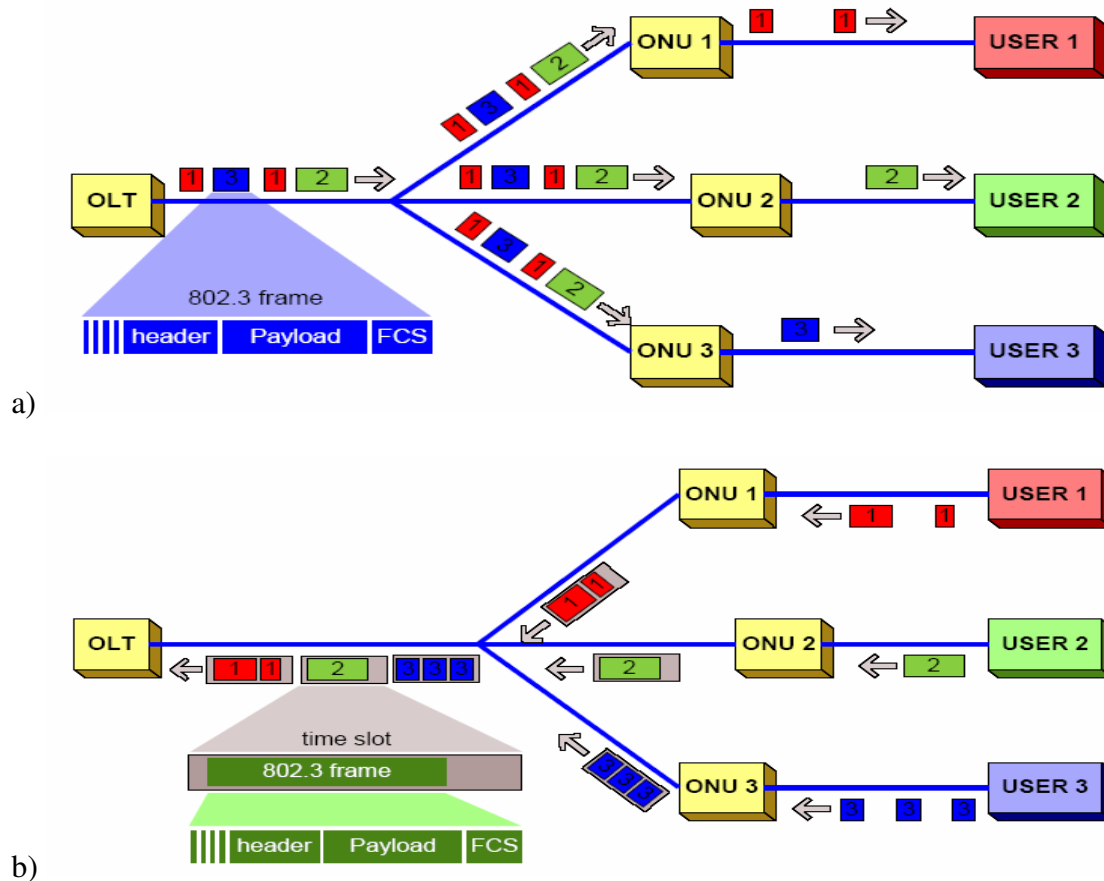 1 1
ONU 1 USER 1
1 3 1 2
1 3 1 2
1 3 1 2
2
OLT ONU 2 USER 2
1 3 1 2
802.3 frame
header Payload FCS
3
ONU 3 USER 3
a)
ONU 1 USER 1
1 1
1 1
OLT ONU 2 USER 2
1 1 2 3 3 3
2
2
time slot
802.3 frame
3 3 3
ONU 3 USER 3
3 3 3
header Payload FCS
b)